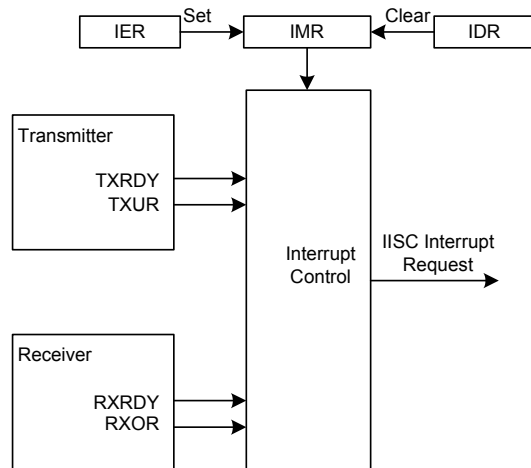 Set
Clear
IER
IMR
IDR
Transmitter
TXRDY
TXUR
Interrupt
Control
IISC Interrupt
Request
Receiver
RXRDY
RXOR